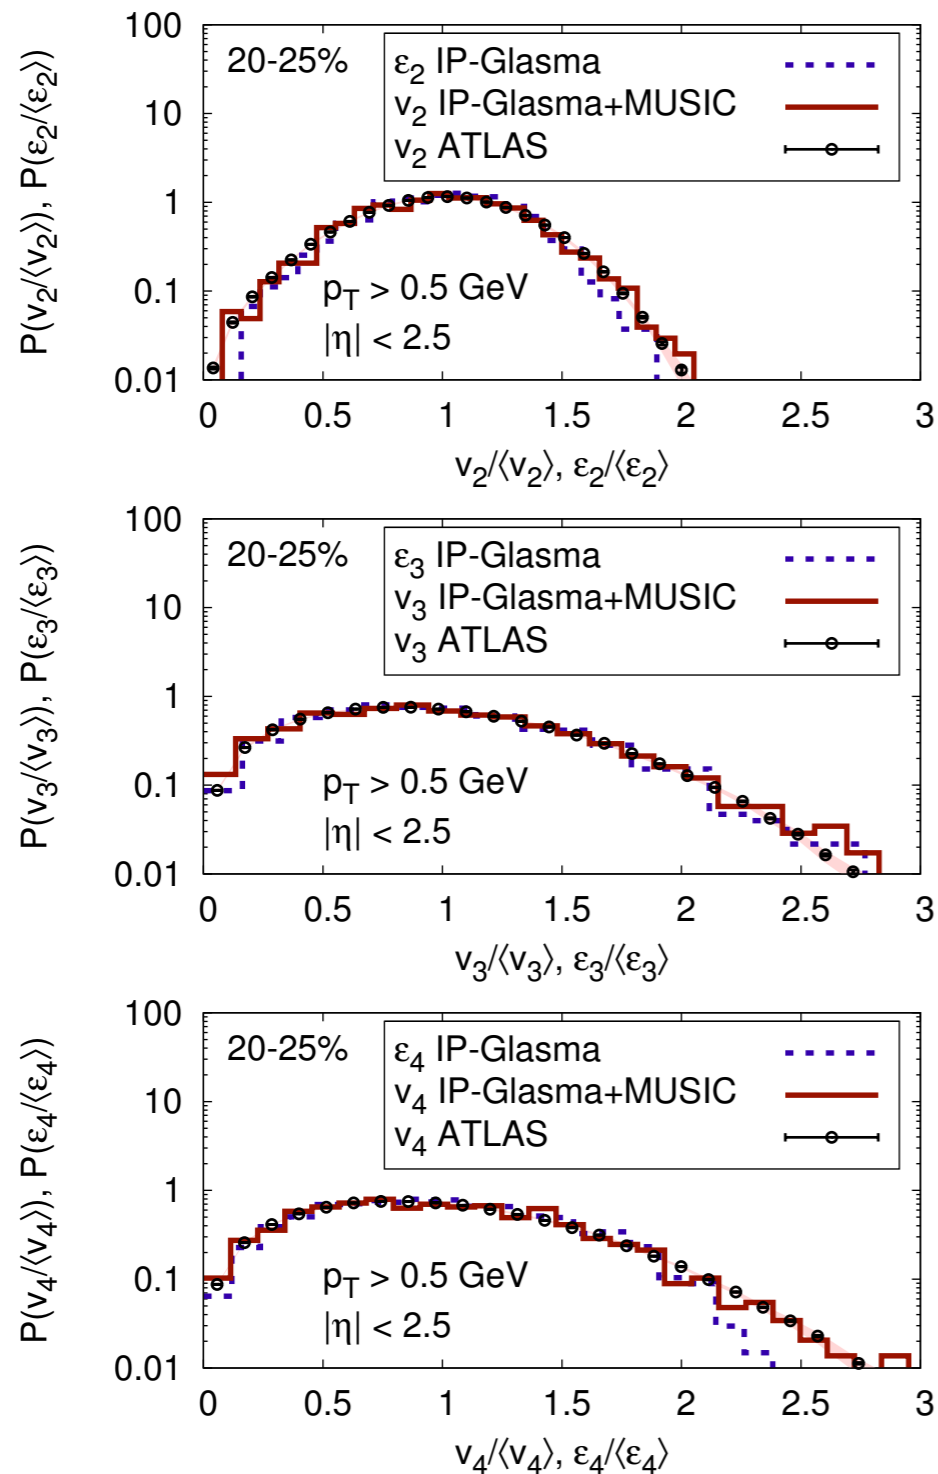 P(v₂/⟨v₂⟩), P(ε₂/⟨ε₂⟩)
100
10
1
0.1
0.01
20-25%
ε₂ IP-Glasma
v₂ IP-Glasma+MUSIC
v₂ ATLAS
p_T > 0.5 GeV
|η| < 2.5
0 0.5 1 1.5 2 2.5 3
v₂/⟨v₂⟩, ε₂/⟨ε₂⟩
P(v₃/⟨v₃⟩), P(ε₃/⟨ε₃⟩)
100
10
1
0.1
0.01
20-25%
ε₃ IP-Glasma
v₃ IP-Glasma+MUSIC
v₃ ATLAS
p_T > 0.5 GeV
|η| < 2.5
0 0.5 1 1.5 2 2.5 3
v₃/⟨v₃⟩, ε₃/⟨ε₃⟩
P(v₄/⟨v₄⟩), P(ε₄/⟨ε₄⟩)
100
10
1
0.1
0.01
20-25%
ε₄ IP-Glasma
v₄ IP-Glasma+MUSIC
v₄ ATLAS
p_T > 0.5 GeV
|η| < 2.5
0 0.5 1 1.5 2 2.5 3
v₄/⟨v₄⟩, ε₄/⟨ε₄⟩